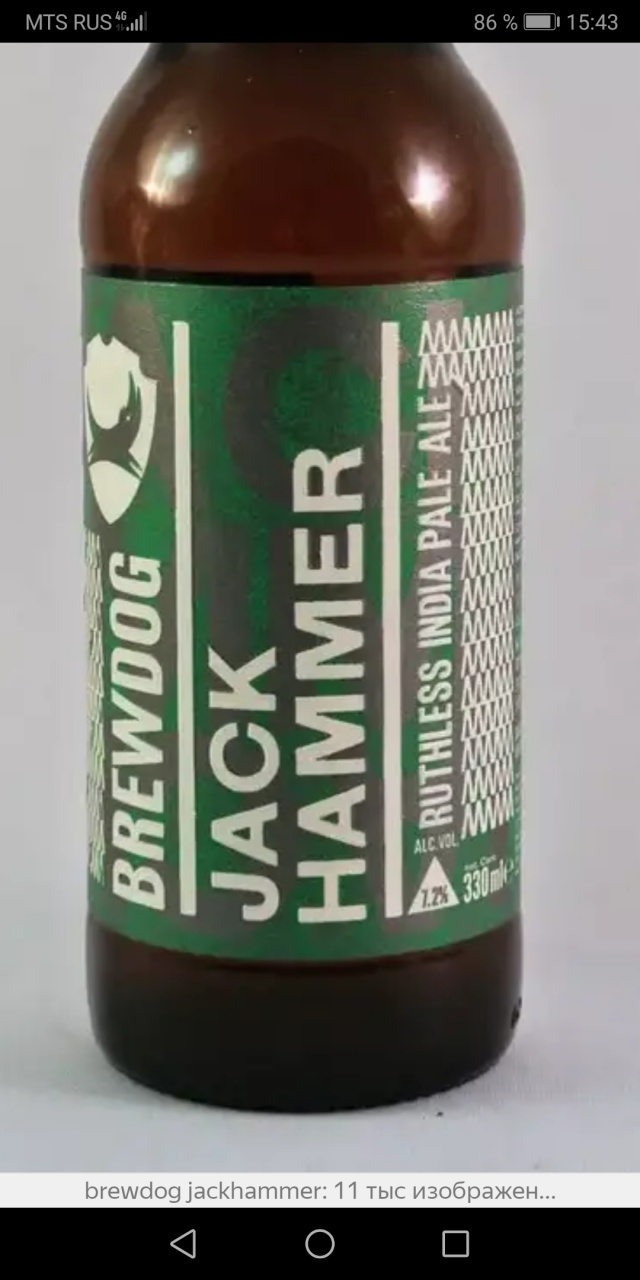 MTS RUS 4G
86 % 15:43
BREWDOG
JACK
HAMMER
RUTHLESS INDIA PALE ALE
ALC.VOL.
7.2%
330ml
brewdog jackhammer: 11 тыс изображен...